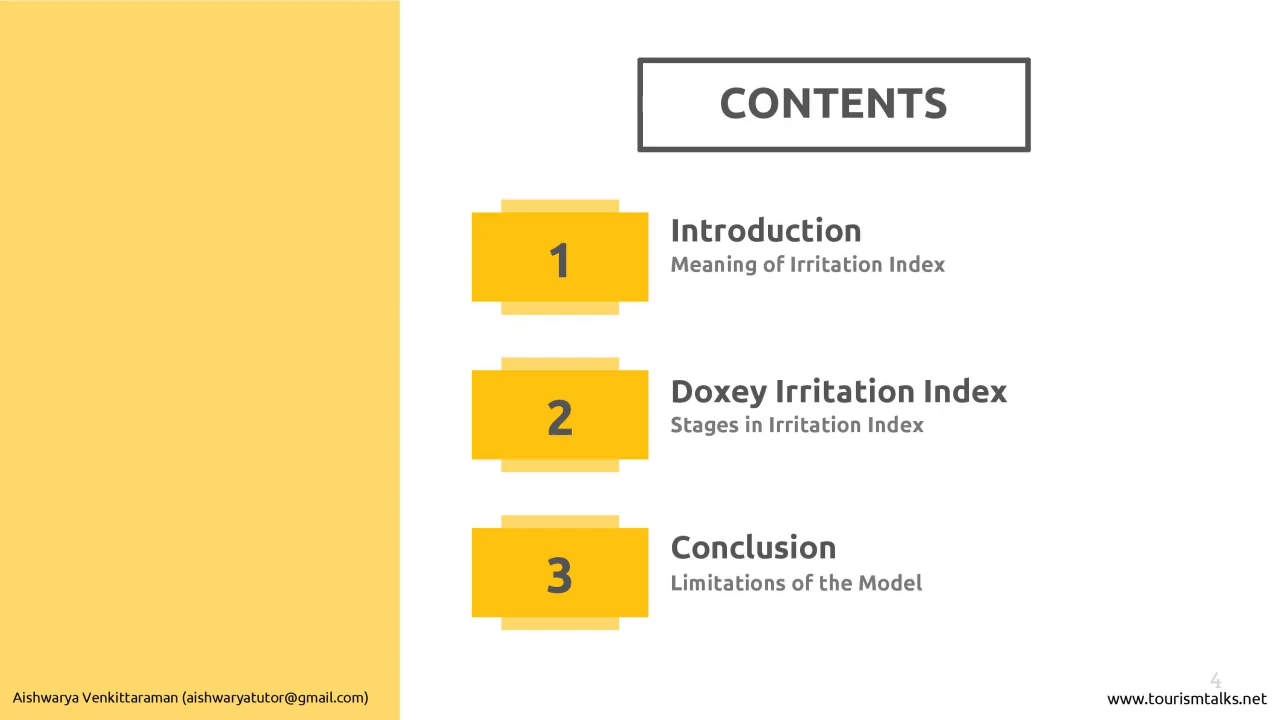 CONTENTS
1
Introduction
Meaning of Irritation Index
2
Doxey Irritation Index
Stages in Irritation Index
3
Conclusion
Limitations of the Model
4
Aishwarya Venkittaraman (aishwaryatutor@gmail.com)
www.tourismtalks.net